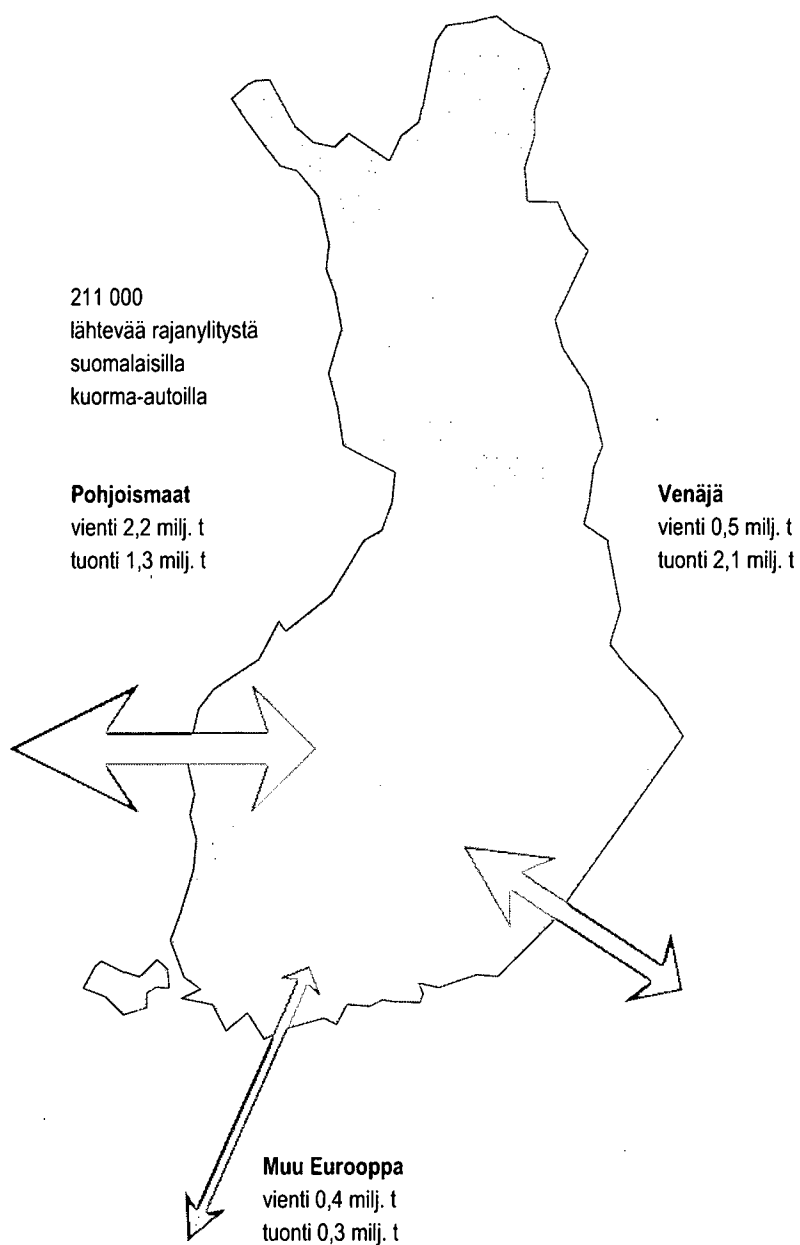 211 000
lähtevää rajanylitystä
suomalaisilla
kuorma-autoilla
Pohjoismaat
vienti 2,2 milj. t
tuonti 1,3 milj. t
Venäjä
vienti 0,5 milj. t
tuonti 2,1 milj. t
Muu Eurooppa
vienti 0,4 milj. t
tuonti 0,3 milj. t